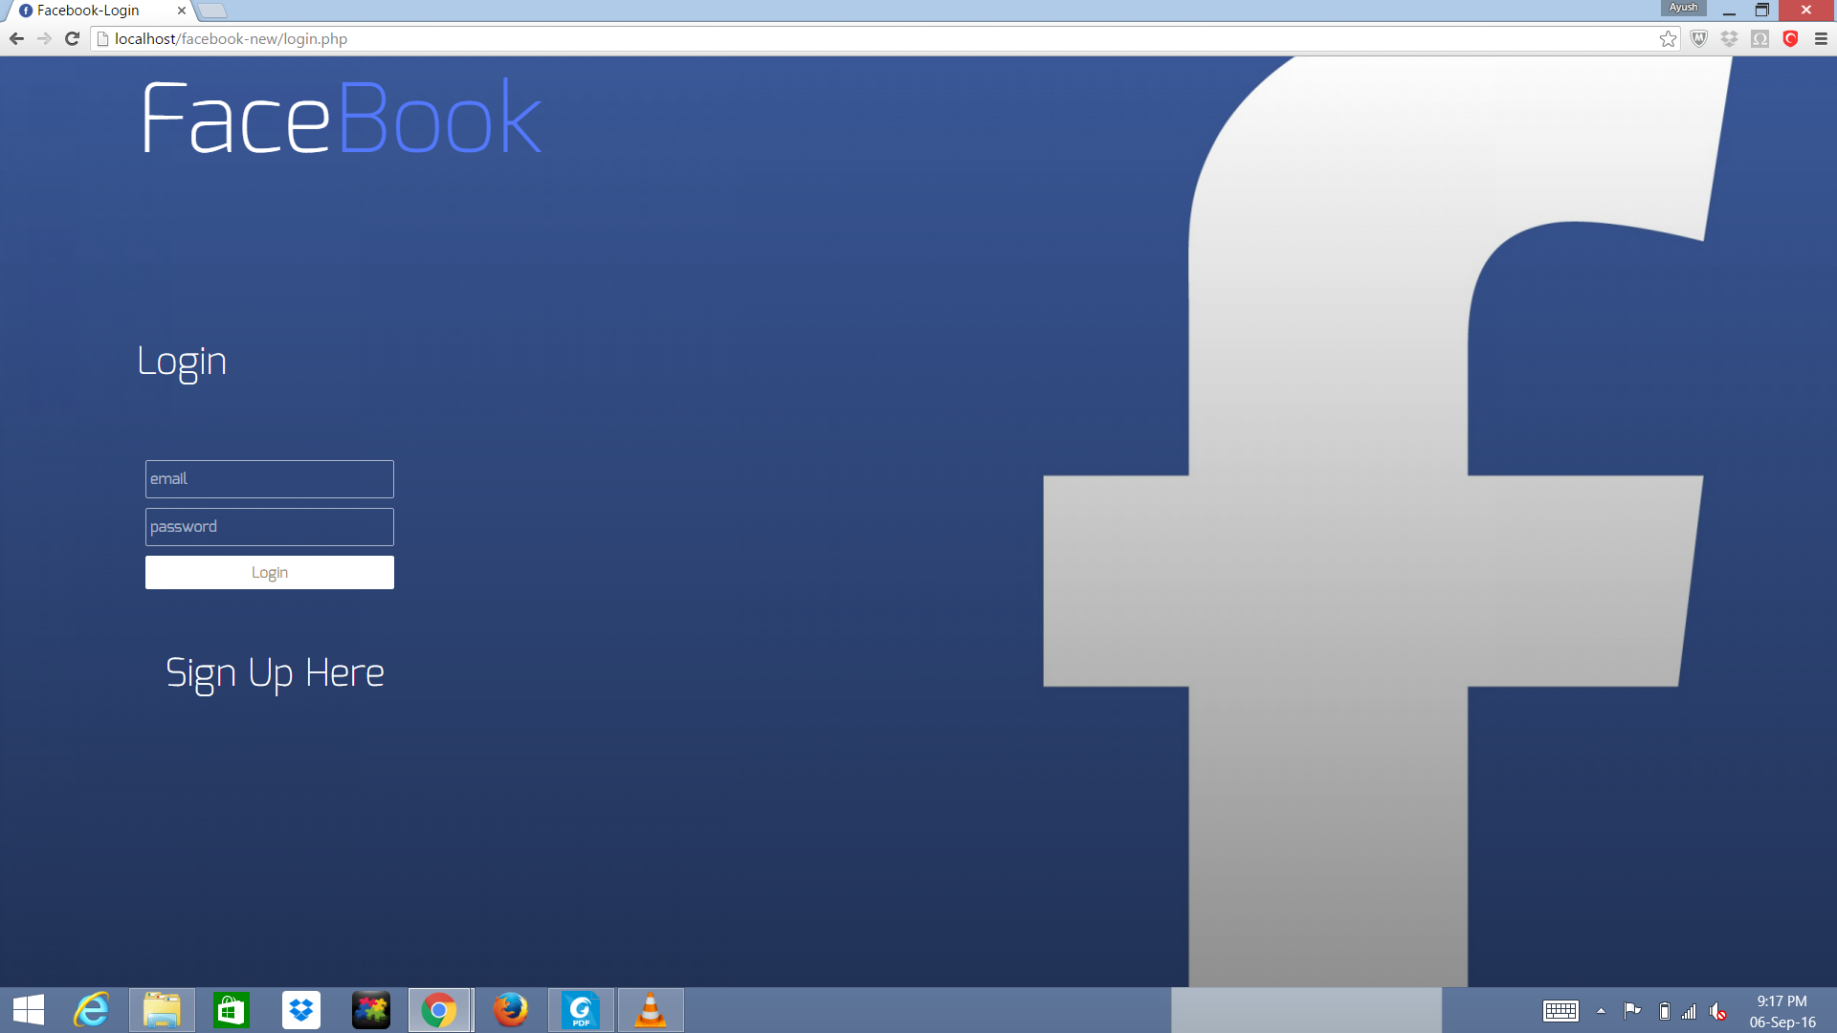 Facebook-Login
Ayush
localhost/facebook-new/login.php
FaceBook
Login
email
password
Login
Sign Up Here
PDF
9:17 PM
06-Sep-16